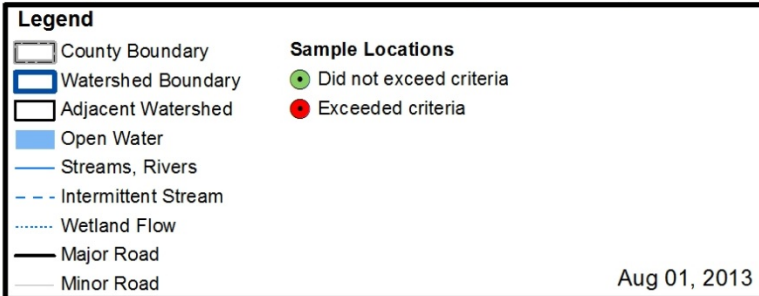 Legend
County Boundary
Watershed Boundary
Adjacent Watershed
Open Water
Streams, Rivers
Intermittent Stream
Wetland Flow
Major Road
Minor Road
Sample Locations
Did not exceed criteria
Exceeded criteria
Aug 01, 2013